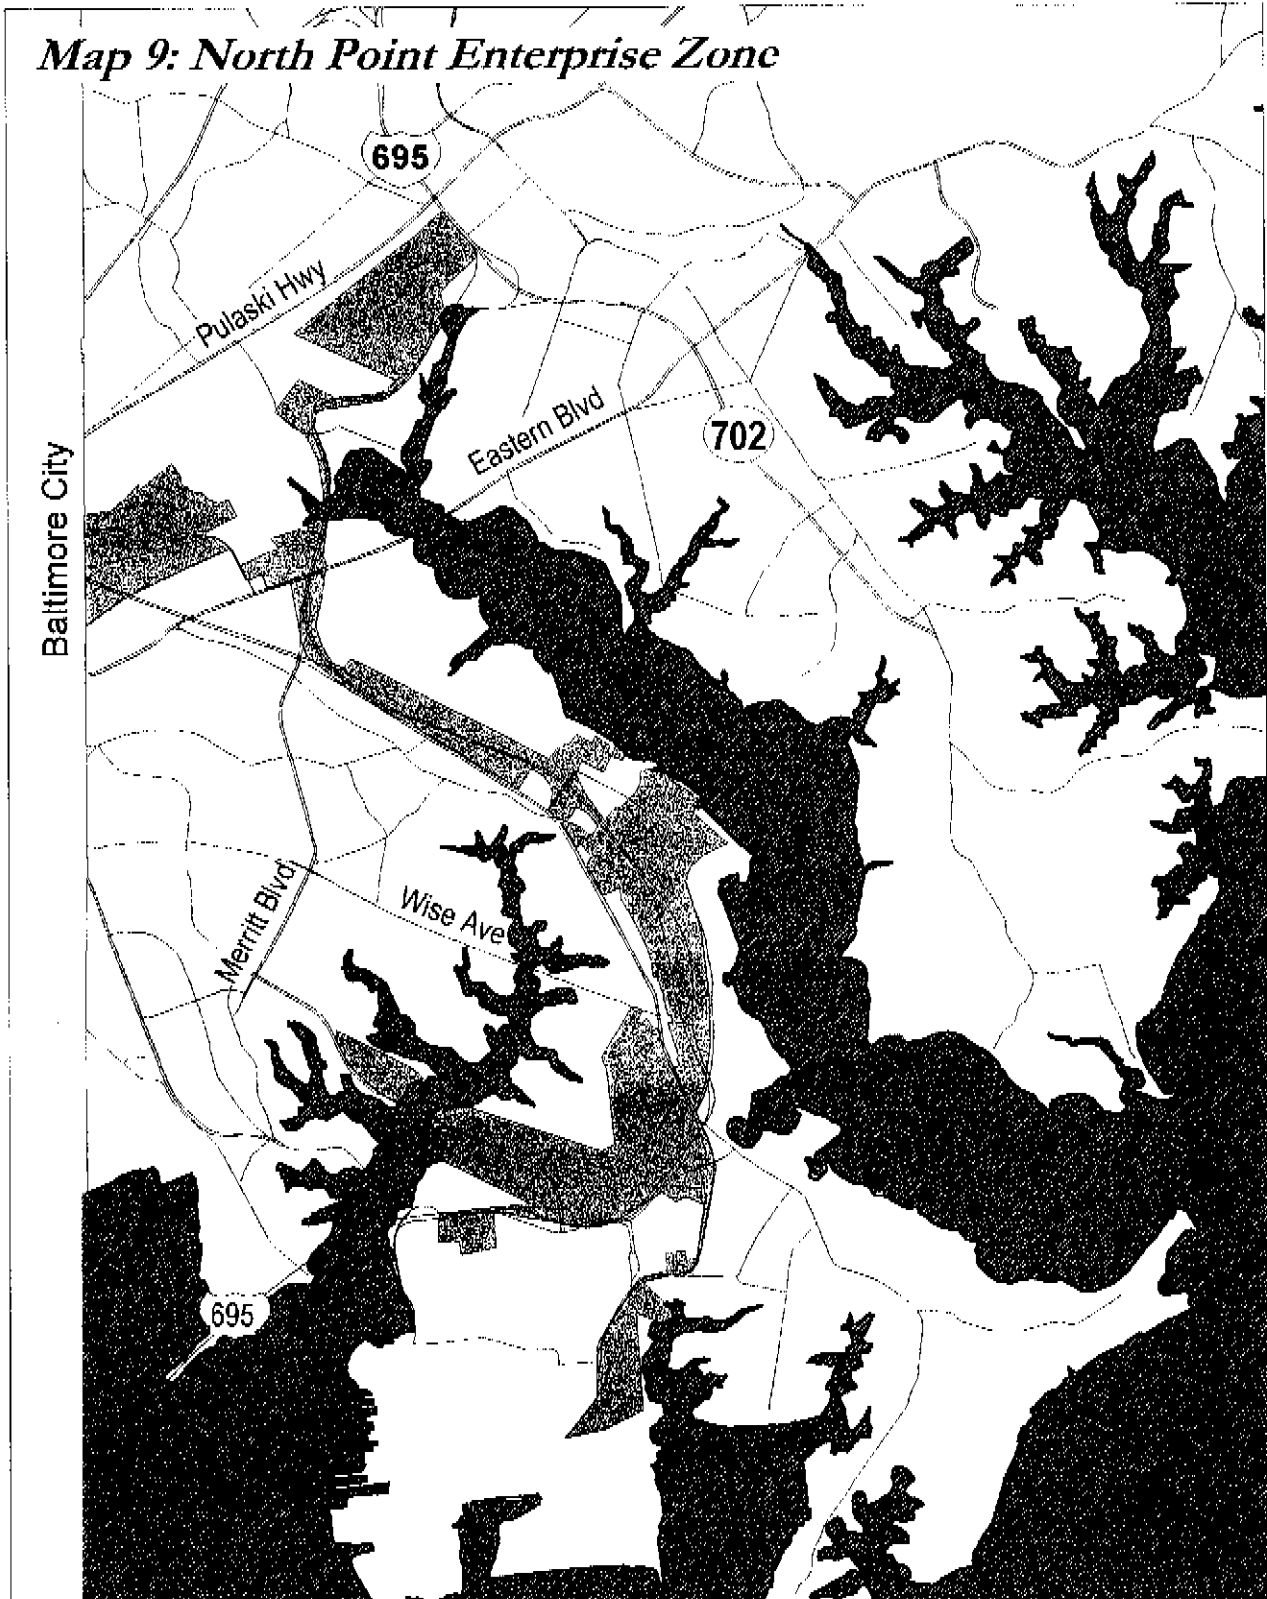 Map 9: North Point Enterprise Zone
695
Pulaski Hwy
Eastern Blvd
702
Baltimore City
Merritt Blvd
Wise Ave
695